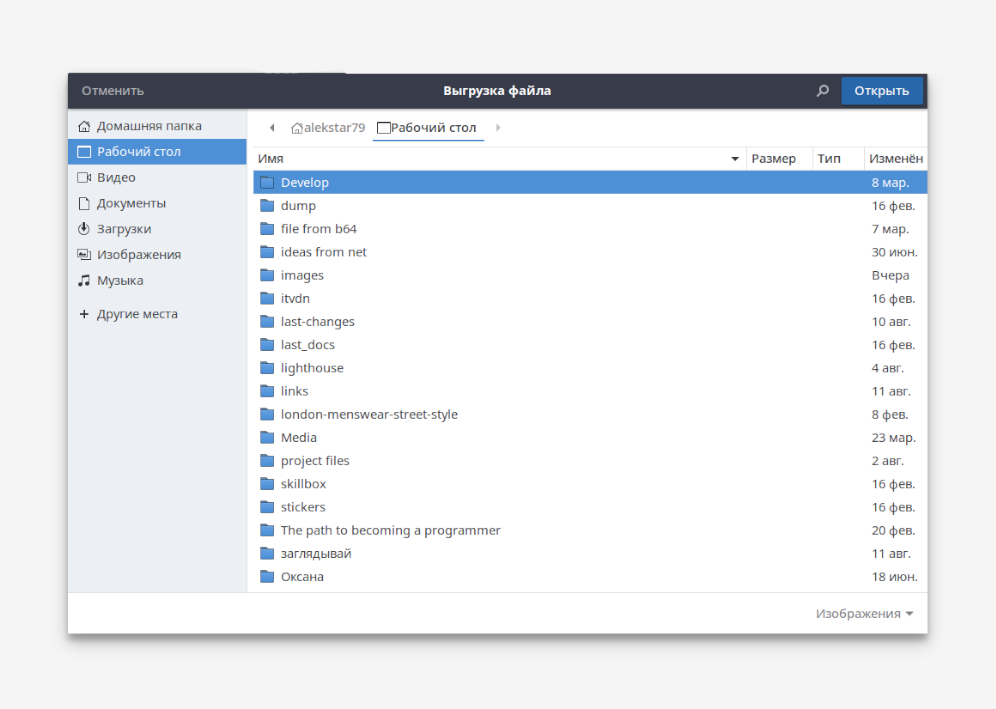 Отменить Выгрузка файла Открыть
Домашняя папка
Рабочий стол
Видео
Документы
Загрузки
Изображения
Музыка
+ Другие места
alekstar79 Рабочий стол
Имя Размер Тип Изменён
Develop 8 мар.
dump 16 фев.
file from b64 7 мар.
ideas from net 30 июн.
images Вчера
itvdn 16 фев.
last-changes 10 авг.
last_docs 16 фев.
lighthouse 4 авг.
links 11 авг.
london-menswear-street-style 8 фев.
Media 23 мар.
project files 2 авг.
skillbox 16 фев.
stickers 16 фев.
The path to becoming a programmer 20 фев.
заглядывай 11 авг.
Оксана 18 июн.
Изображения